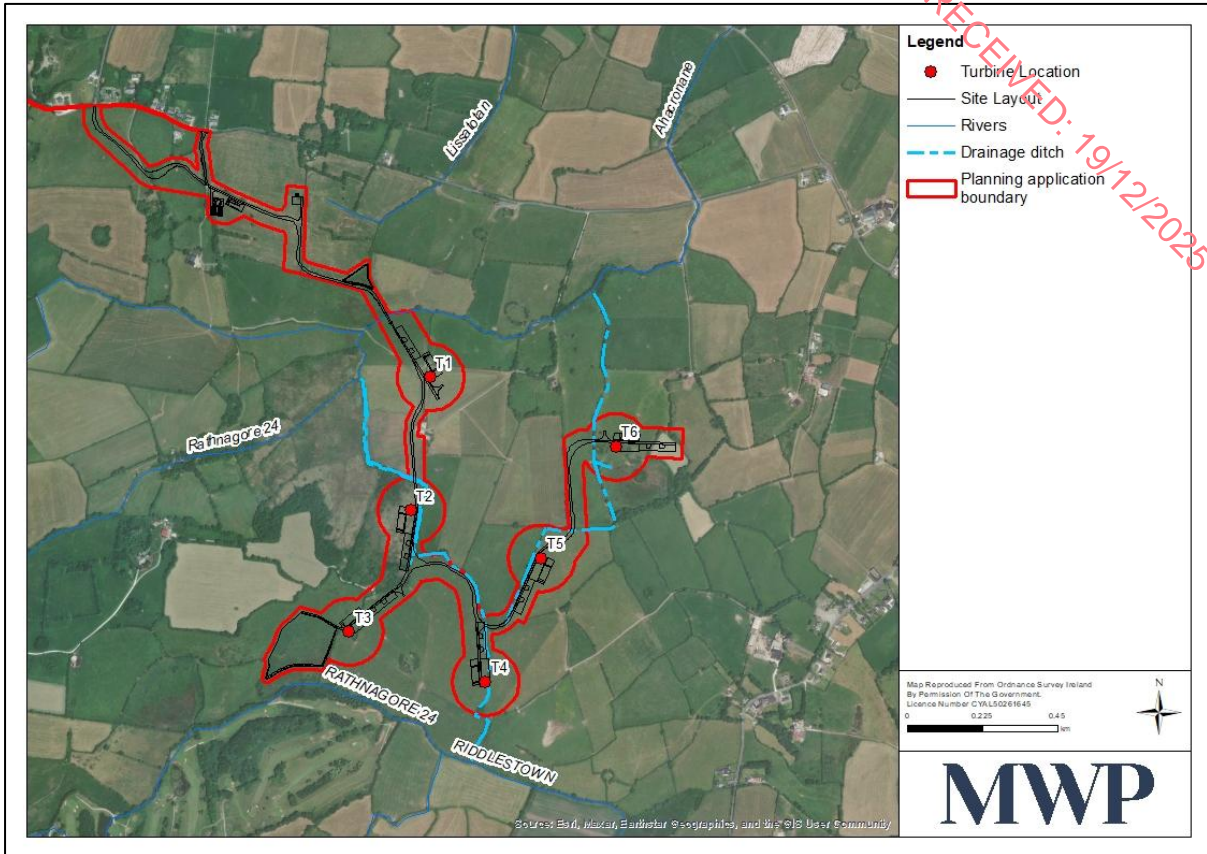 RECEIVED: 19/12/2025
Legend
Turbine Location
Site Layout
Rivers
Drainage ditch
Planning application
boundary
Lissatotan
Ahacronane
T1
Rathnagore 24
T6
T2
T5
T3
T4
RATHNAGORE 24
RIDDLESTOWN
Source: Esri, Maxar, Earthstar Geographics, and the GIS User Community
Map Reproduced From Ordnance Survey Ireland
By Permission Of The Government.
Licence Number CYAL50261645
N
0 0.225 0.45
km
MWP